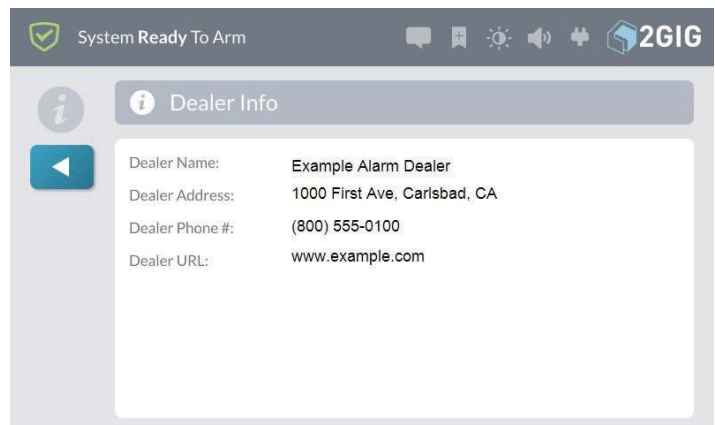 System Ready To Arm
2GIG
Dealer Info
Dealer Name: Example Alarm Dealer
Dealer Address: 1000 First Ave, Carlsbad, CA
Dealer Phone #: (800) 555-0100
Dealer URL: www.example.com